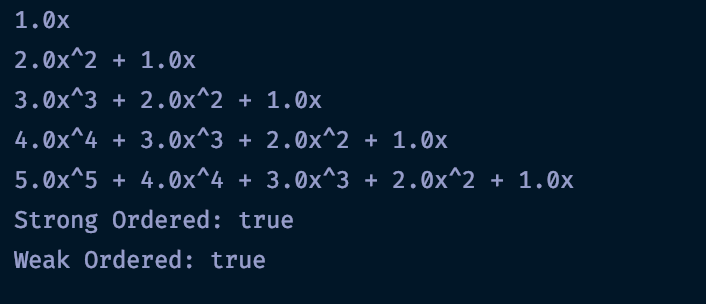 1.0x
2.0x^2 + 1.0x
3.0x^3 + 2.0x^2 + 1.0x
4.0x^4 + 3.0x^3 + 2.0x^2 + 1.0x
5.0x^5 + 4.0x^4 + 3.0x^3 + 2.0x^2 + 1.0x
Strong Ordered: true
Weak Ordered: true